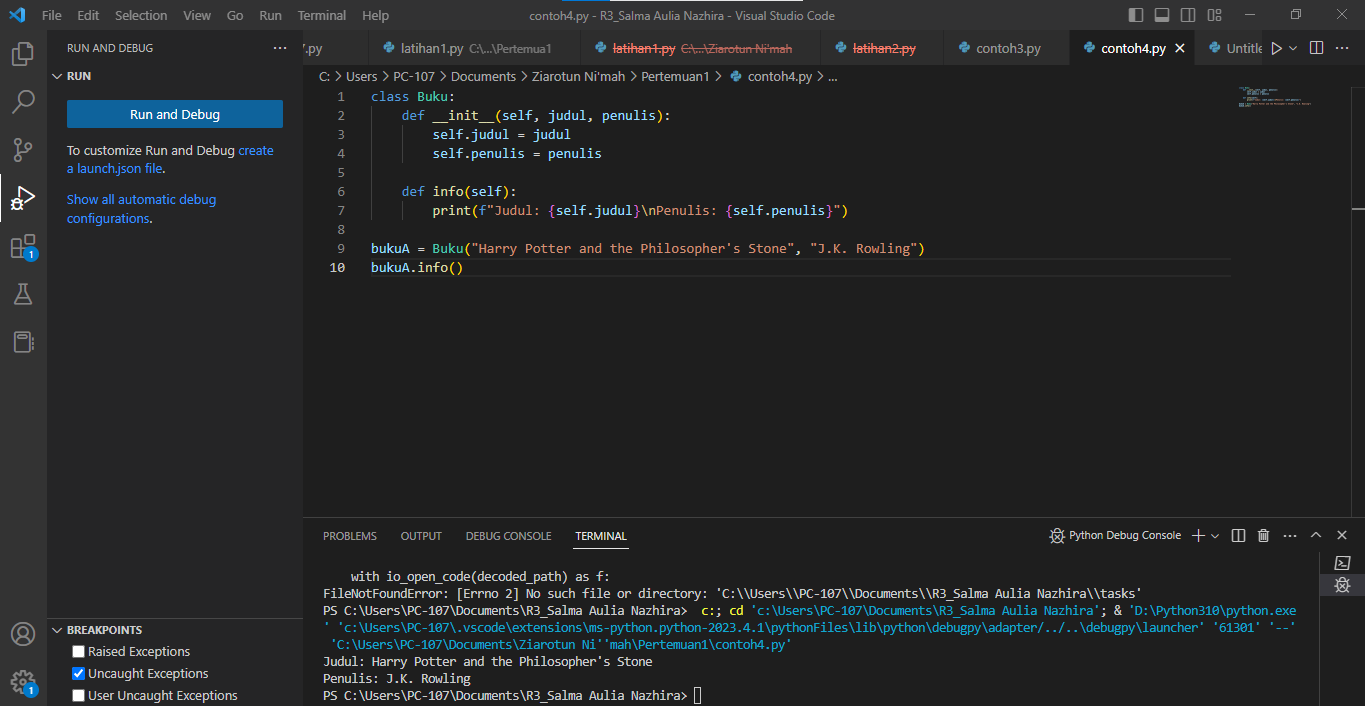 File Edit Selection View Go Run Terminal Help contoh4.py - R3_Salma Aulia Nazhira - Visual Studio Code
RUN AND DEBUG
RUN
Run and Debug
To customize Run and Debug create
a launch.json file.
Show all automatic debug
configurations.
1
/.py latihan1.py C:\...\Pertemua1 latihan1.py C:\...\Ziarotun Ni'mah latihan2.py contoh3.py contoh4.py Untitle
C: > Users > PC-107 > Documents > Ziarotun Ni'mah > Pertemuan1 > contoh4.py > ...
1 class Buku:
2 def __init__(self, judul, penulis):
3 self.judul = judul
4 self.penulis = penulis
5
6 def info(self):
7 print(f"Judul: {self.judul}\nPenulis: {self.penulis}")
8
9 bukuA = Buku("Harry Potter and the Philosopher's Stone", "J.K. Rowling")
10 bukuA.info()
PROBLEMS OUTPUT DEBUG CONSOLE TERMINAL Python Debug Console
with io_open_code(decoded_path) as f:
FileNotFoundError: [Errno 2] No such file or directory: 'C:\\Users\\PC-107\\Documents\\R3_Salma Aulia Nazhira\\tasks'
PS C:\Users\PC-107\Documents\R3_Salma Aulia Nazhira> c:; cd 'c:\Users\PC-107\Documents\R3_Salma Aulia Nazhira'; & 'D:\Python310\python.exe
' 'c:\Users\PC-107\.vscode\extensions\ms-python.python-2023.4.1\pythonFiles\lib\python\debugpy\adapter/../..\debugpy\launcher' '61301' '--'
'C:\Users\PC-107\Documents\Ziarotun Ni''mah\Pertemuan1\contoh4.py'
Judul: Harry Potter and the Philosopher's Stone
Penulis: J.K. Rowling
PS C:\Users\PC-107\Documents\R3_Salma Aulia Nazhira>
BREAKPOINTS
Raised Exceptions
Uncaught Exceptions
User Uncaught Exceptions
1